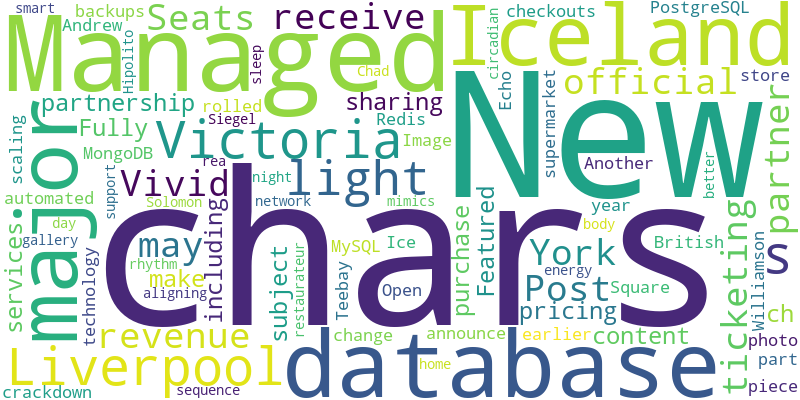 smart
backups
Seats
receive
checkouts
PostgreSQL
Managed
Iceland
Andrew
Hipolito
sleep
Chad
circadian
official
store
partnership
rolled
sharing
Echo
supermarket
major
Fully
Victoria
Siegel
Redis
New
partner
scaling
MongoDB
Image
Another
rea
light
better
Vivid
night
automated
support
Solomon
network
mimics
year
body
day
chars
gallery
may
including
subject
MySQL
Ice
purchase
Featured
York
British
s
services.
technology
rhythm
make
restaurateur
Teebay
Open
Post
energy
Square
ticketing
Williamson
aligning
pricing
ch
revenue
change
announce
earlier
content
photo
Liverpool
database
home
part
crackdown
sequence
piece